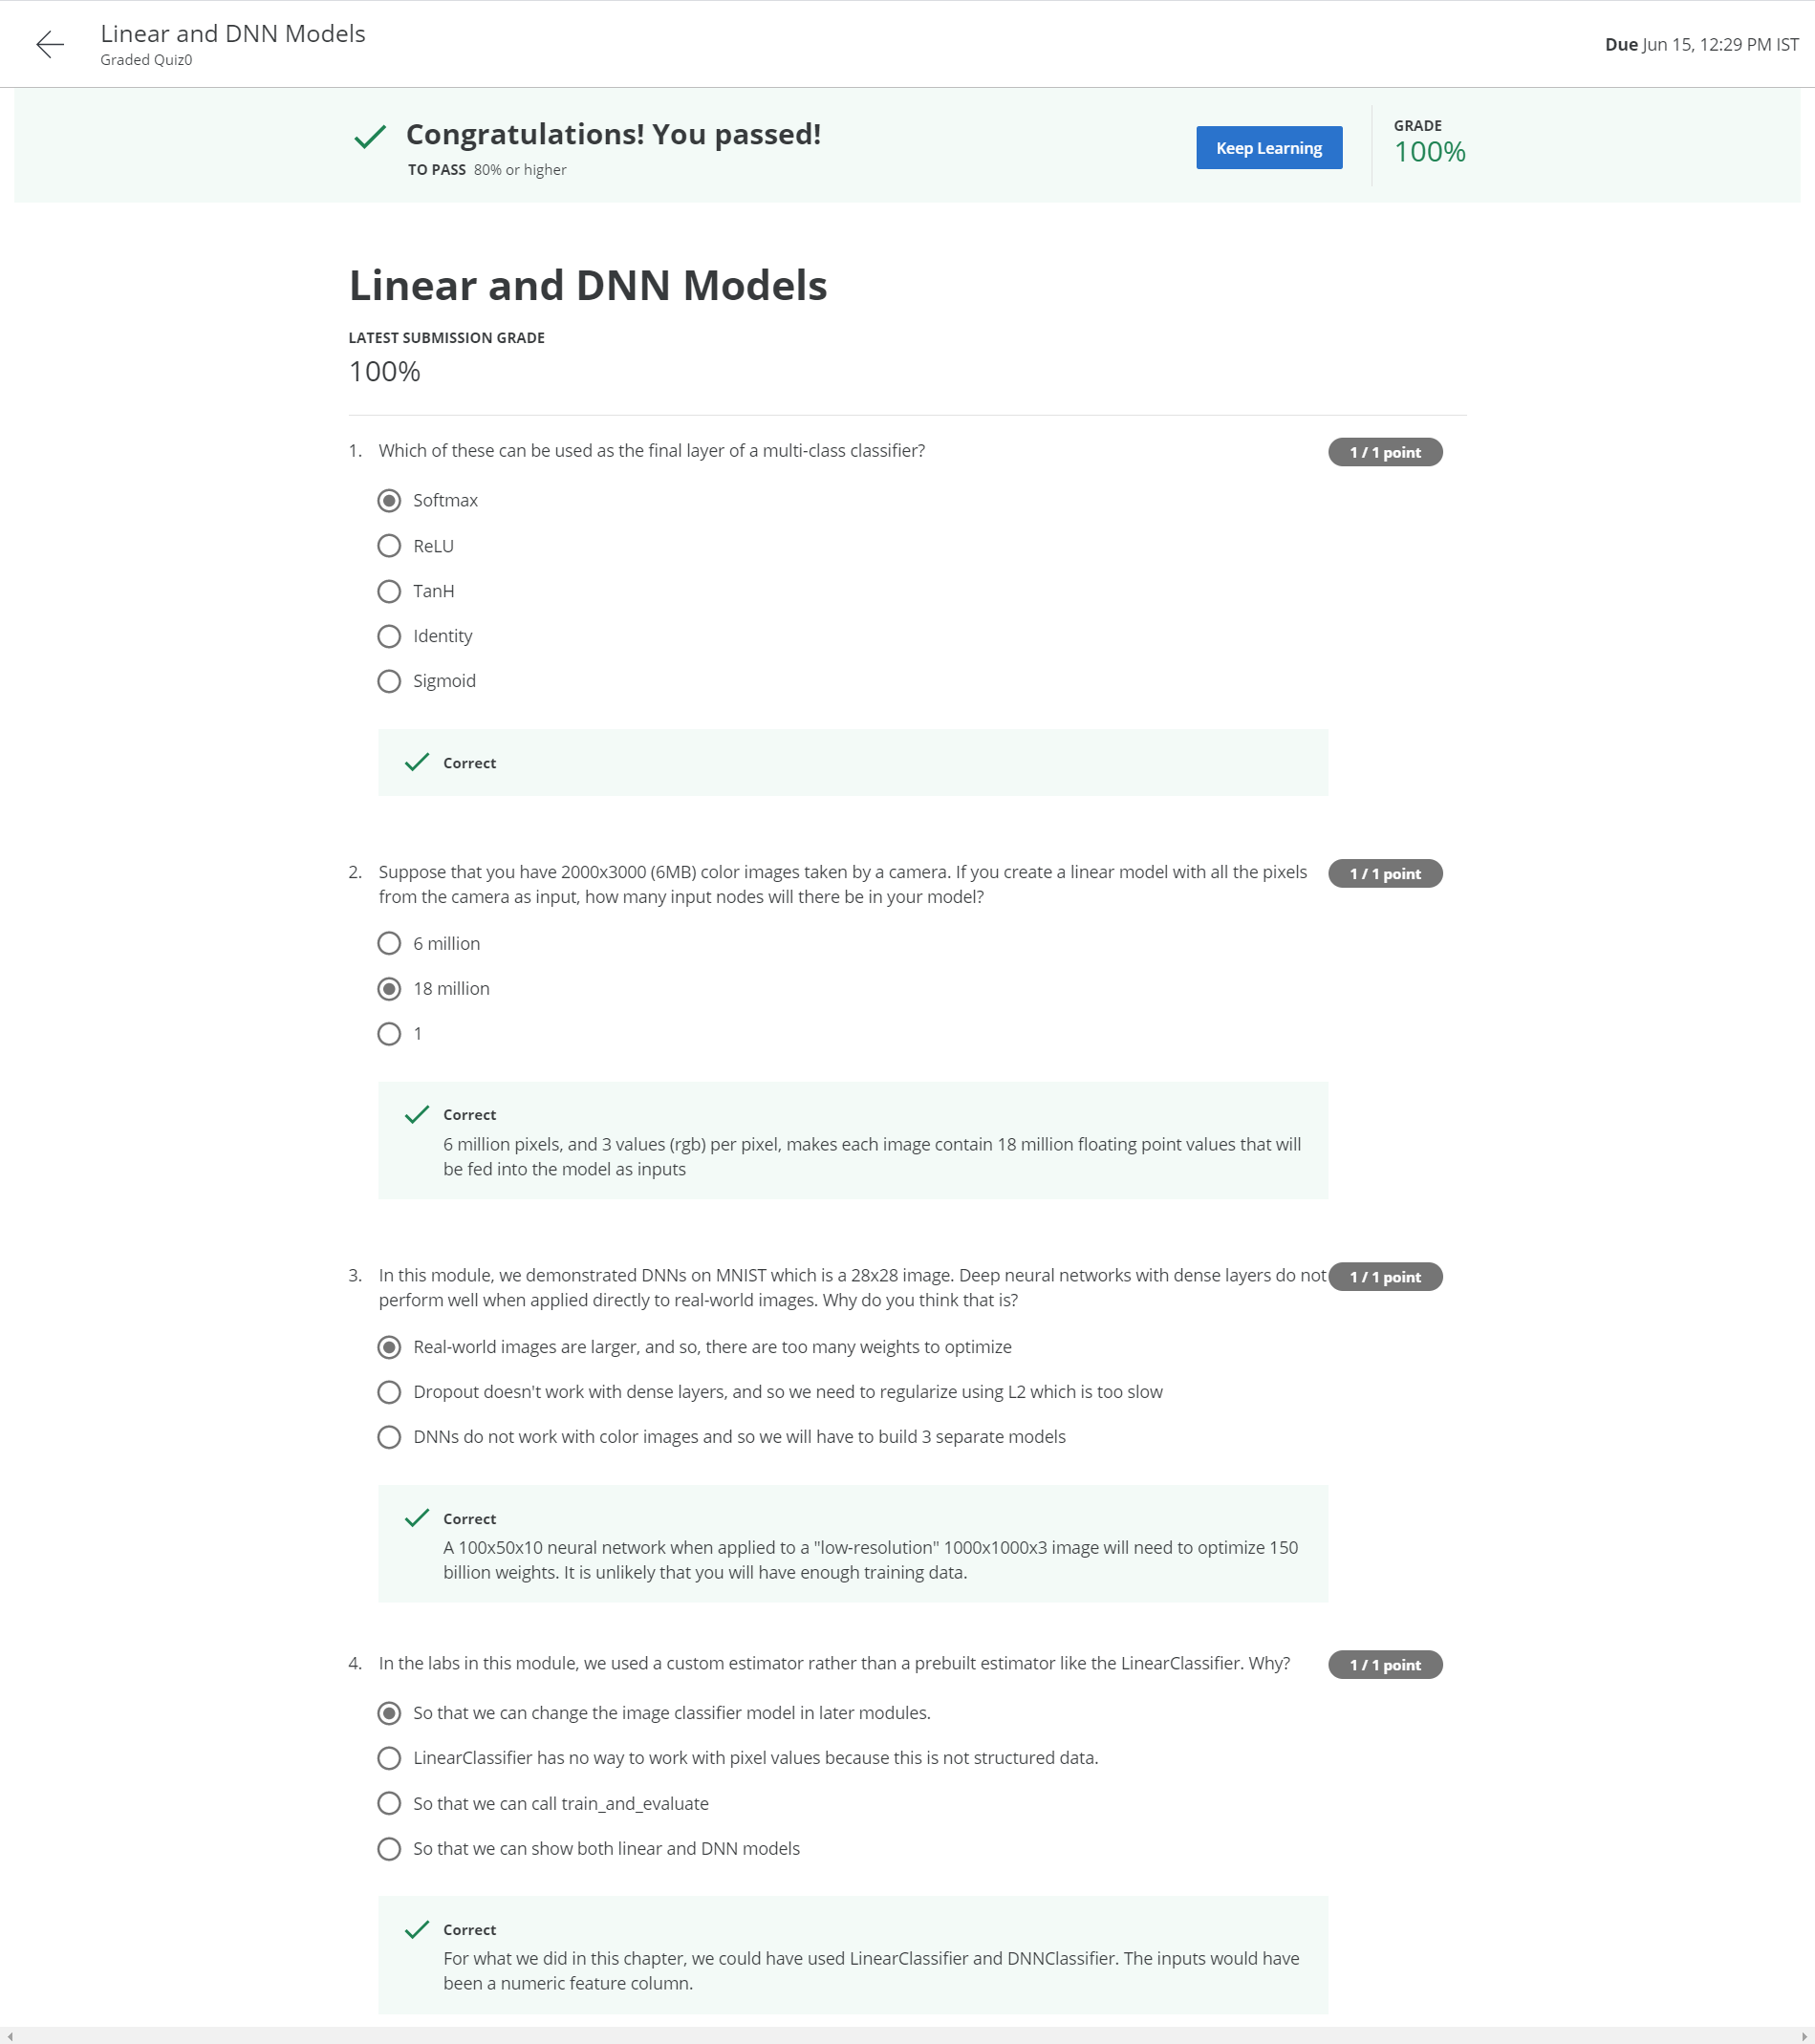 Linear and DNN Models
Graded Quiz0
Due Jun 15, 12:29 PM IST
Congratulations! You passed!
TO PASS 80% or higher
Keep Learning
GRADE
100%
Linear and DNN Models
LATEST SUBMISSION GRADE
100%
1. Which of these can be used as the final layer of a multi-class classifier?
1 / 1 point
Softmax
ReLU
TanH
Identity
Sigmoid
Correct
2. Suppose that you have 2000x3000 (6MB) color images taken by a camera. If you create a linear model with all the pixels
from the camera as input, how many input nodes will there be in your model?
1 / 1 point
6 million
18 million
1
Correct
6 million pixels, and 3 values (rgb) per pixel, makes each image contain 18 million floating point values that will
be fed into the model as inputs
3. In this module, we demonstrated DNNs on MNIST which is a 28x28 image. Deep neural networks with dense layers do not
perform well when applied directly to real-world images. Why do you think that is?
1 / 1 point
Real-world images are larger, and so, there are too many weights to optimize
Dropout doesn't work with dense layers, and so we need to regularize using L2 which is too slow
DNNs do not work with color images and so we will have to build 3 separate models
Correct
A 100x50x10 neural network when applied to a "low-resolution" 1000x1000x3 image will need to optimize 150
billion weights. It is unlikely that you will have enough training data.
4. In the labs in this module, we used a custom estimator rather than a prebuilt estimator like the LinearClassifier. Why?
1 / 1 point
So that we can change the image classifier model in later modules.
LinearClassifier has no way to work with pixel values because this is not structured data.
So that we can call train_and_evaluate
So that we can show both linear and DNN models
Correct
For what we did in this chapter, we could have used LinearClassifier and DNNClassifier. The inputs would have
been a numeric feature column.